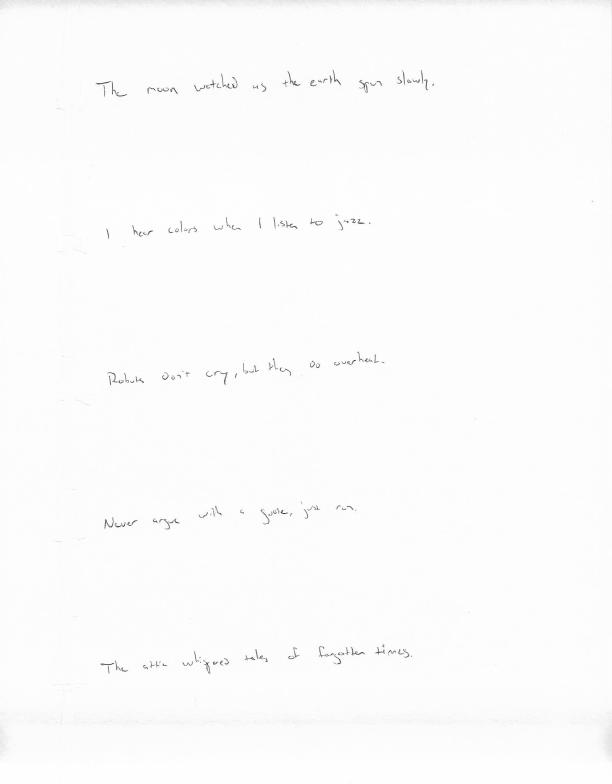 The moon watched as the earth spun slowly.
I hear colors when I listen to jazz.
Robots don't cry, but they do overheat.
Never argue with a goose, just run.
The attic whispered tales of forgotten times.